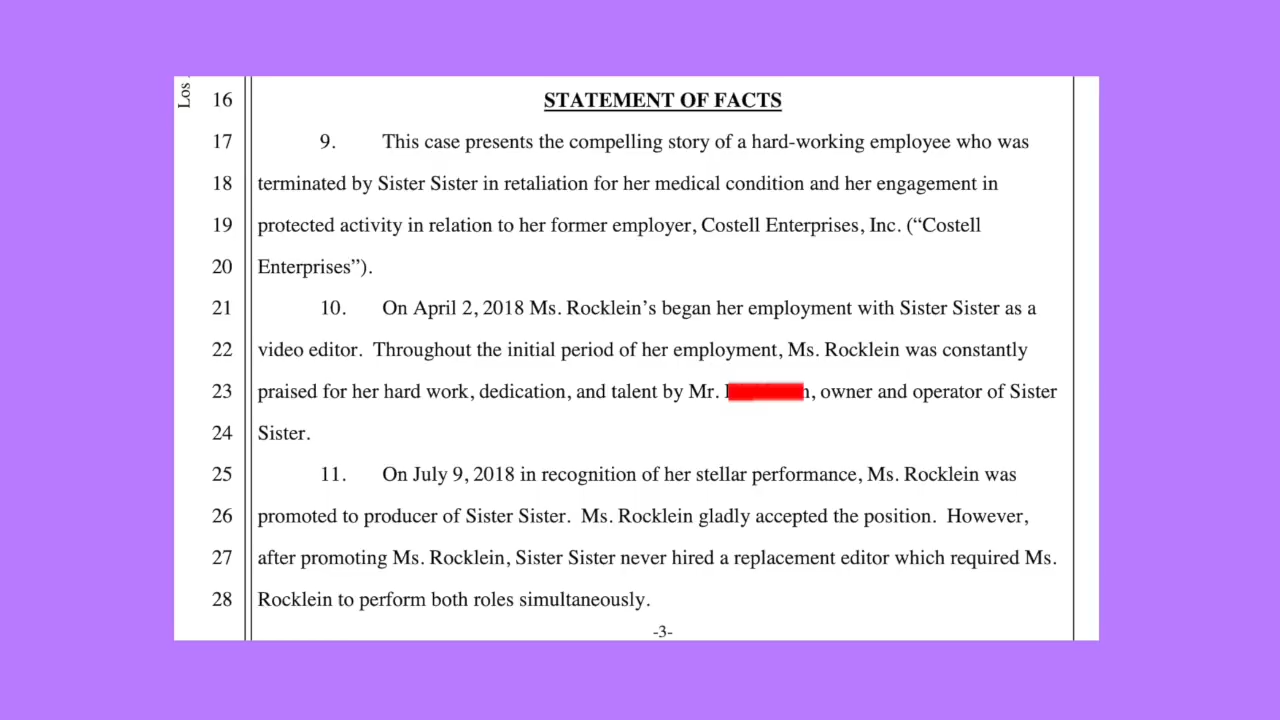 Los
16 STATEMENT OF FACTS
17 9. This case presents the compelling story of a hard-working employee who was
18 terminated by Sister Sister in retaliation for her medical condition and her engagement in
19 protected activity in relation to her former employer, Costell Enterprises, Inc. (“Costell
20 Enterprises”).
21 10. On April 2, 2018 Ms. Rocklein’s began her employment with Sister Sister as a
22 video editor. Throughout the initial period of her employment, Ms. Rocklein was constantly
23 praised for her hard work, dedication, and talent by Mr. , owner and operator of Sister
24 Sister.
25 11. On July 9, 2018 in recognition of her stellar performance, Ms. Rocklein was
26 promoted to producer of Sister Sister. Ms. Rocklein gladly accepted the position. However,
27 after promoting Ms. Rocklein, Sister Sister never hired a replacement editor which required Ms.
28 Rocklein to perform both roles simultaneously.
-3-